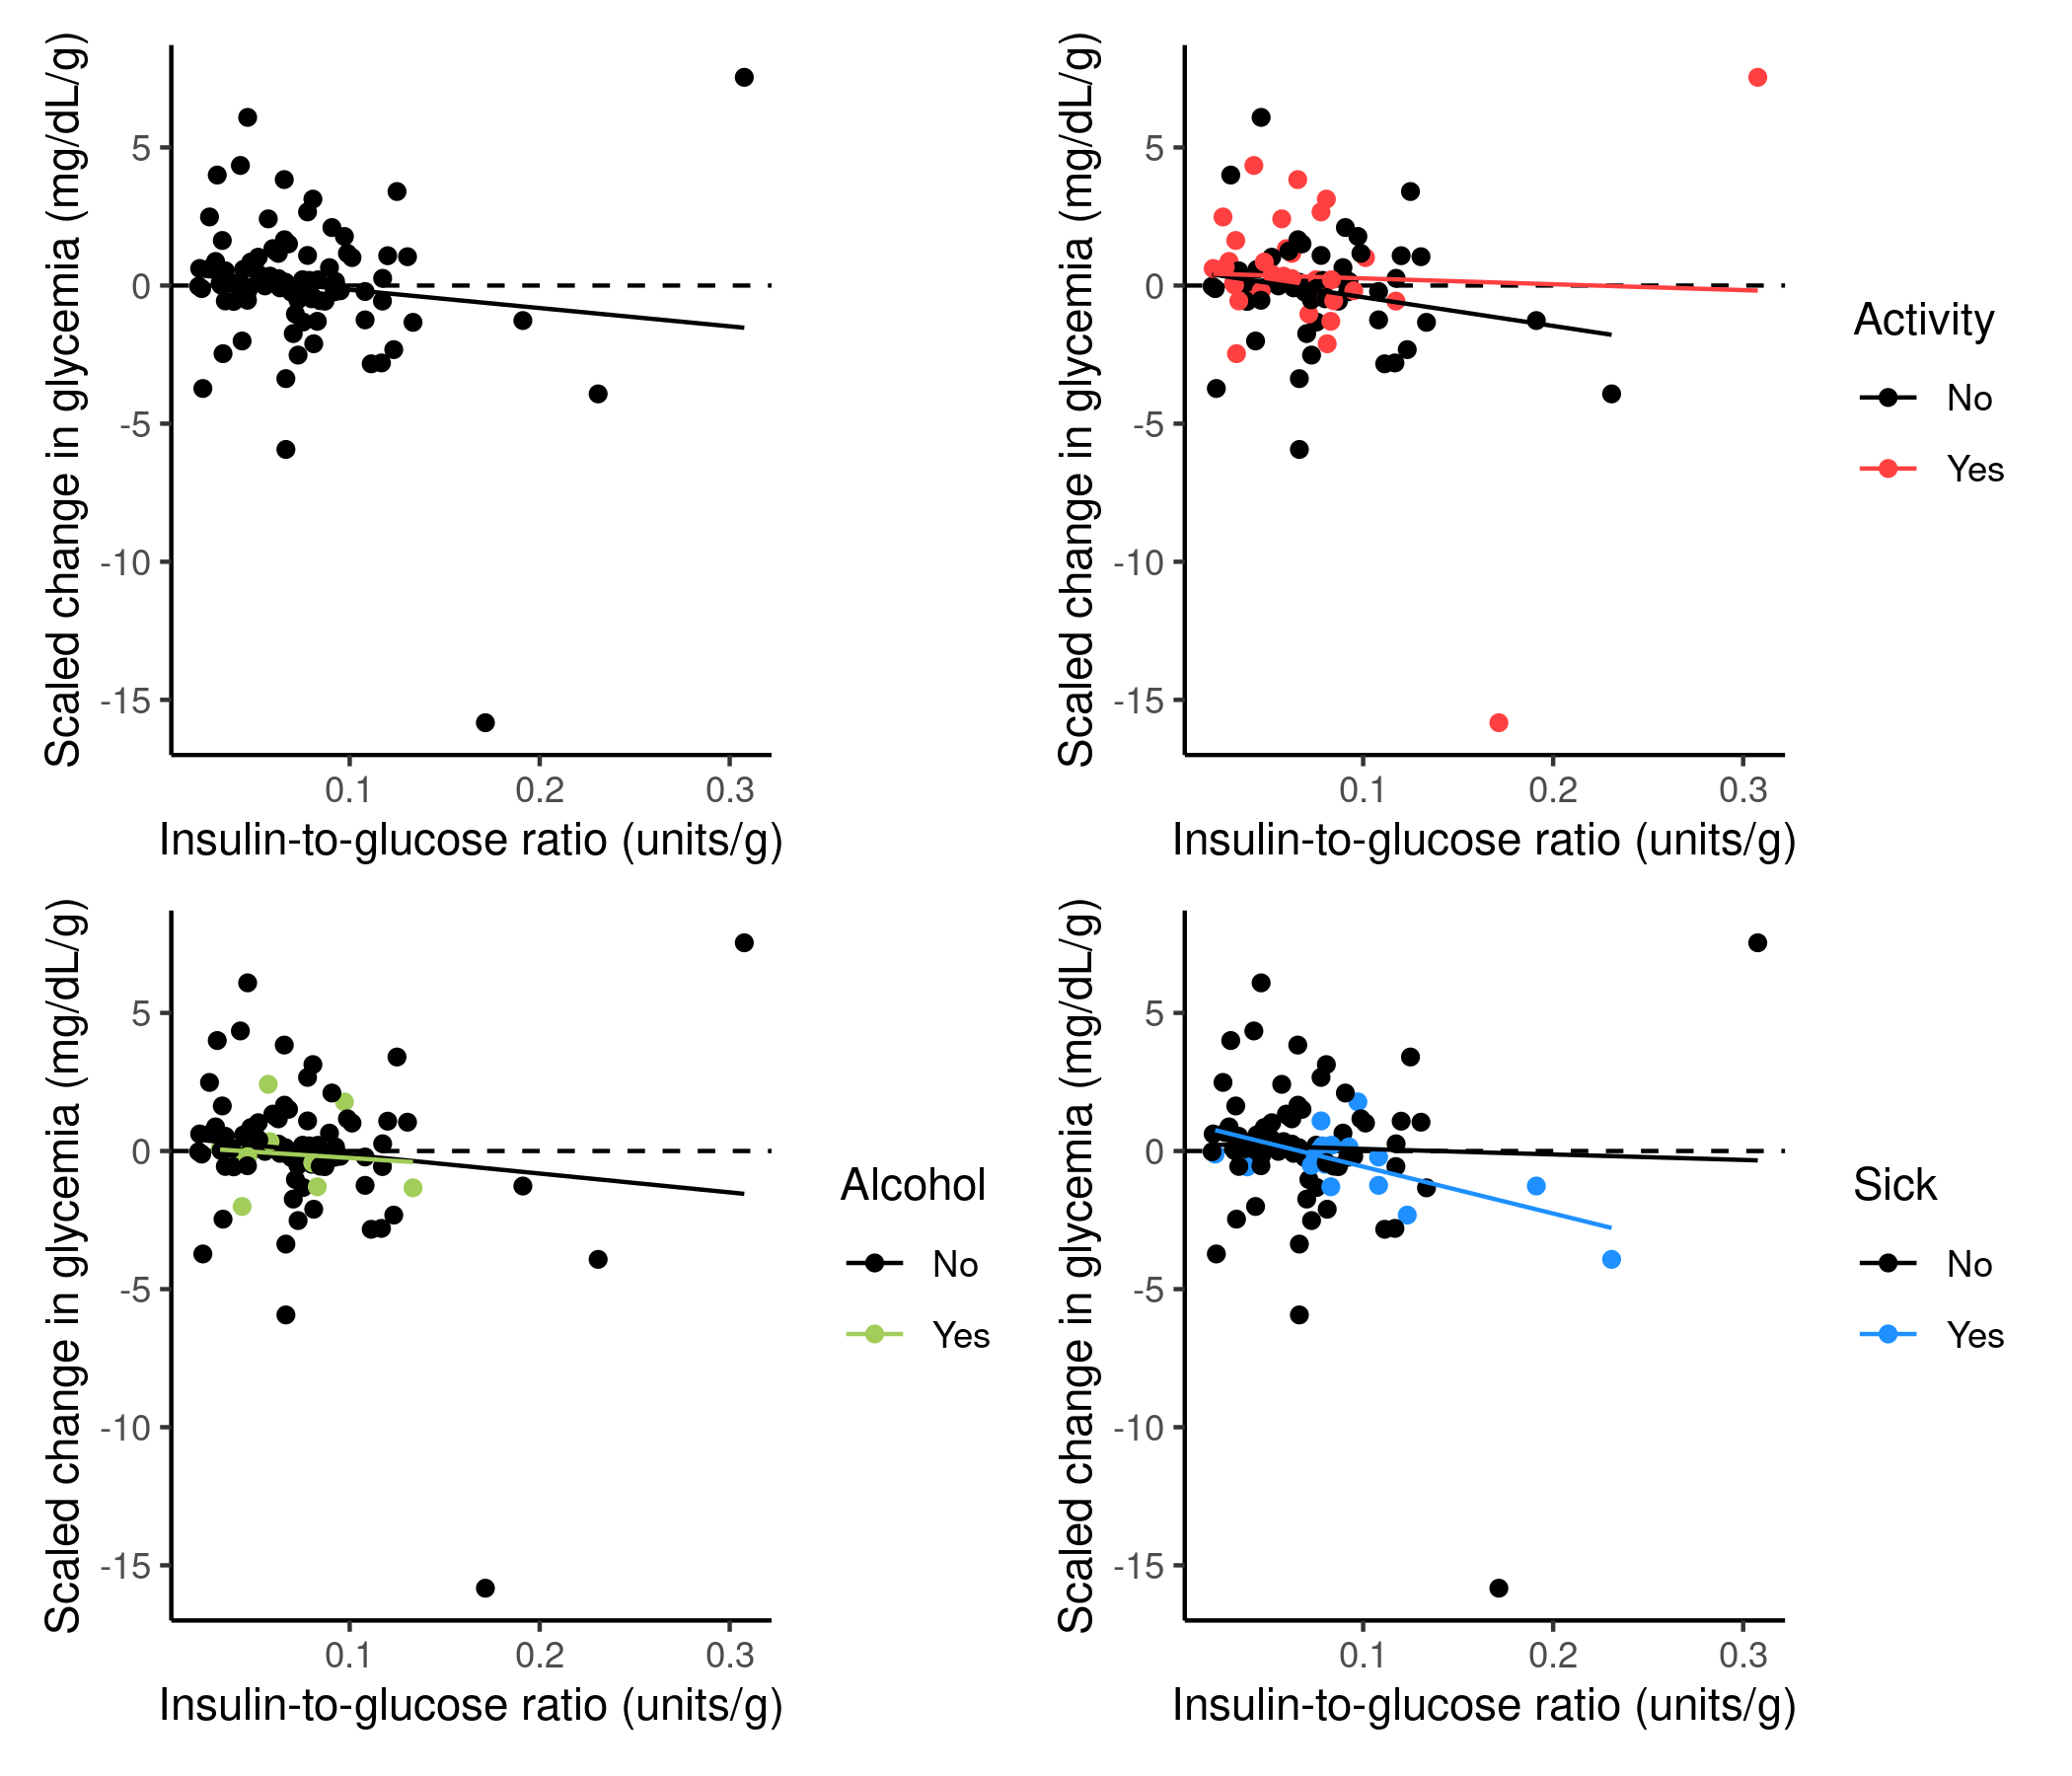 Scaled change in glycemia (mg/dL/g)
5
0
-5
-10
-15
0.1 0.2 0.3
Insulin-to-glucose ratio (units/g)
Scaled change in glycemia (mg/dL/g)
5
0
-5
-10
-15
0.1 0.2 0.3
Insulin-to-glucose ratio (units/g)
Activity
No
Yes
Scaled change in glycemia (mg/dL/g)
5
0
-5
-10
-15
0.1 0.2 0.3
Insulin-to-glucose ratio (units/g)
Alcohol
No
Yes
Scaled change in glycemia (mg/dL/g)
5
0
-5
-10
-15
0.1 0.2 0.3
Insulin-to-glucose ratio (units/g)
Sick
No
Yes